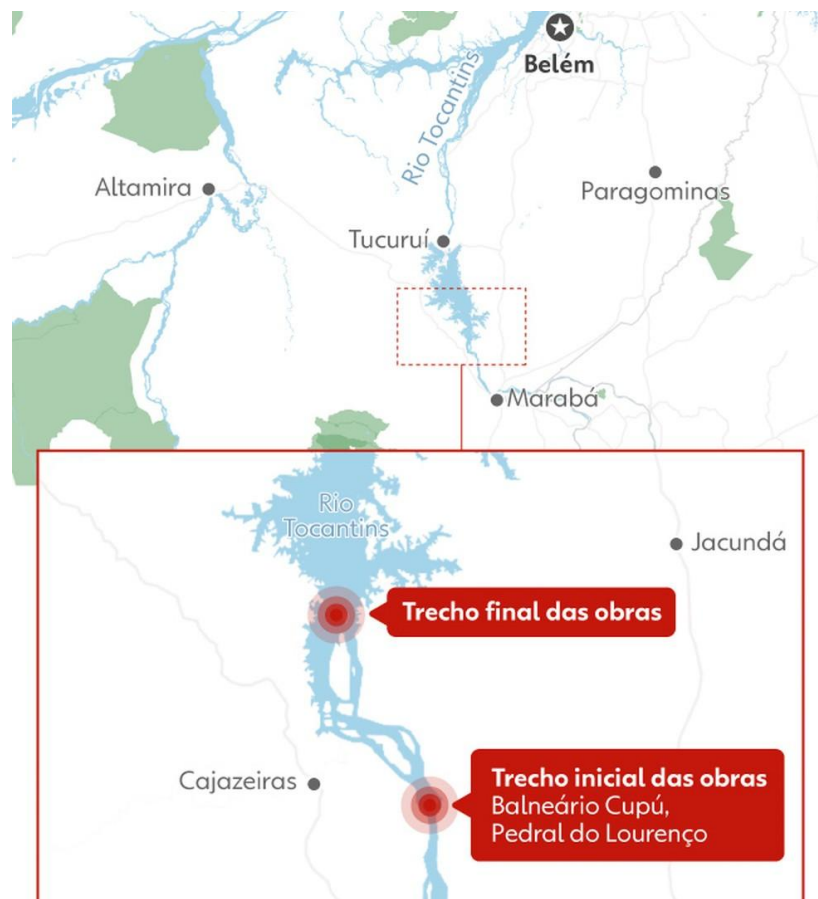 Belém
Rio Tocantins
Altamira
Paragominas
Tucuruí
Marabá
Rio
Tocantins
Jacundá
Trecho final das obras
Cajazeiras
Trecho inicial das obras
Balneário Cupú,
Pedral do Lourenço